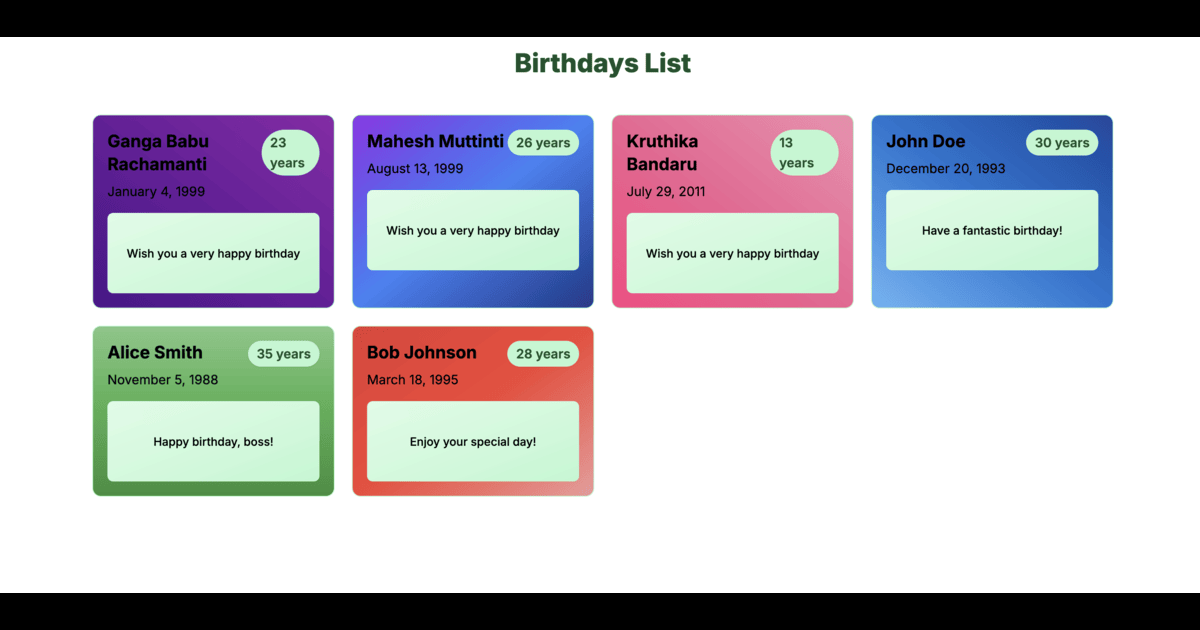 Birthdays List
Ganga Babu
Rachamanti
23
years
January 4, 1999
Wish you a very happy birthday
Mahesh Muttinti
26 years
August 13, 1999
Wish you a very happy birthday
Kruthika
Bandaru
13
years
July 29, 2011
Wish you a very happy birthday
John Doe
30 years
December 20, 1993
Have a fantastic birthday!
Alice Smith
35 years
November 5, 1988
Happy birthday, boss!
Bob Johnson
28 years
March 18, 1995
Enjoy your special day!